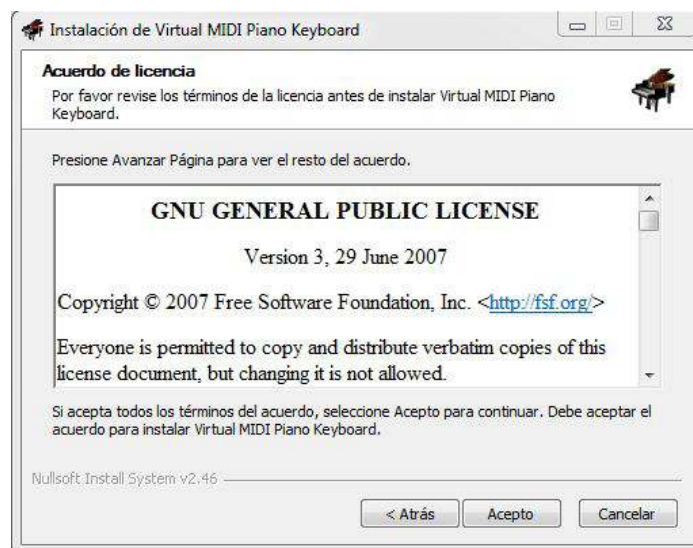 Instalación de Virtual MIDI Piano Keyboard
Acuerdo de licencia
Por favor revise los términos de la licencia antes de instalar Virtual MIDI Piano
Keyboard.
Presione Avanzar Página para ver el resto del acuerdo.
GNU GENERAL PUBLIC LICENSE
Version 3, 29 June 2007
Copyright © 2007 Free Software Foundation, Inc. <http://fsf.org/>
Everyone is permitted to copy and distribute verbatim copies of this
license document, but changing it is not allowed.
Si acepta todos los términos del acuerdo, seleccione Acepto para continuar. Debe aceptar el
acuerdo para instalar Virtual MIDI Piano Keyboard.
Nullsoft Install System v2.46
< Atrás Acepto Cancelar